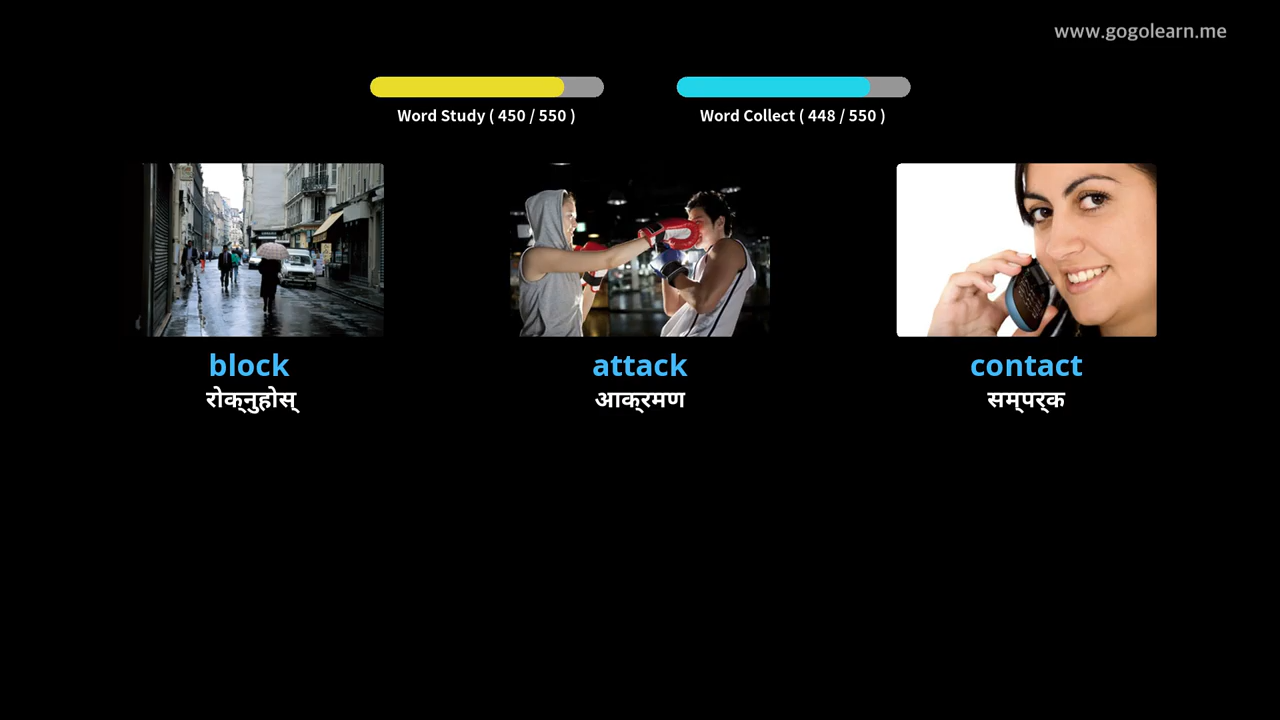 www.gogolearn.me
Word Study ( 450 / 550 )
Word Collect ( 448 / 550 )
block
attack
contact
रोक्नुहोस्
आक्रमण
सम्पर्क